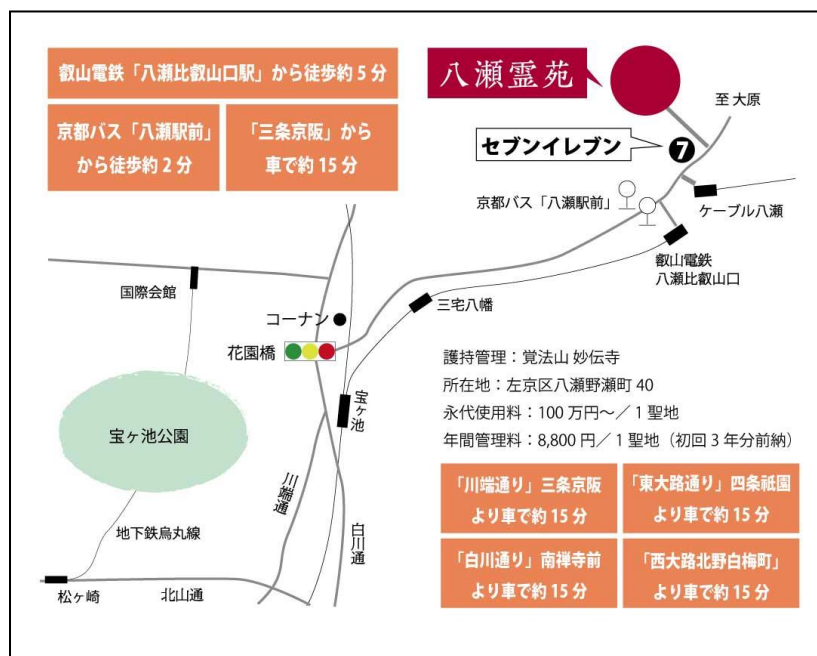 叡山電鉄「八瀬比叡山口駅」から徒歩約5分
京都バス「八瀬駅前」
から徒歩約2分
「三条京阪」から
車で約15分
八瀬霊苑
至 大原
セブンイレブン
7
京都バス「八瀬駅前」
ケーブル八瀬
叡山電鉄
八瀬比叡山口
国際会館
三宅八幡
コーナン
花園橋
宝ヶ池
宝ヶ池公園
護持管理：覚法山 妙伝寺
所在地：左京区八瀬野瀬町 40
永代使用料：100万円〜／1聖地
年間管理料：8,800円／1聖地（初回3年分前納）
川端通
白川通
地下鉄烏丸線
松ヶ崎
北山通
「川端通り」三条京阪
より車で約15分
「東大路通り」四条祇園
より車で約15分
「白川通り」南禅寺前
より車で約15分
「西大路北野白梅町」
より車で約15分